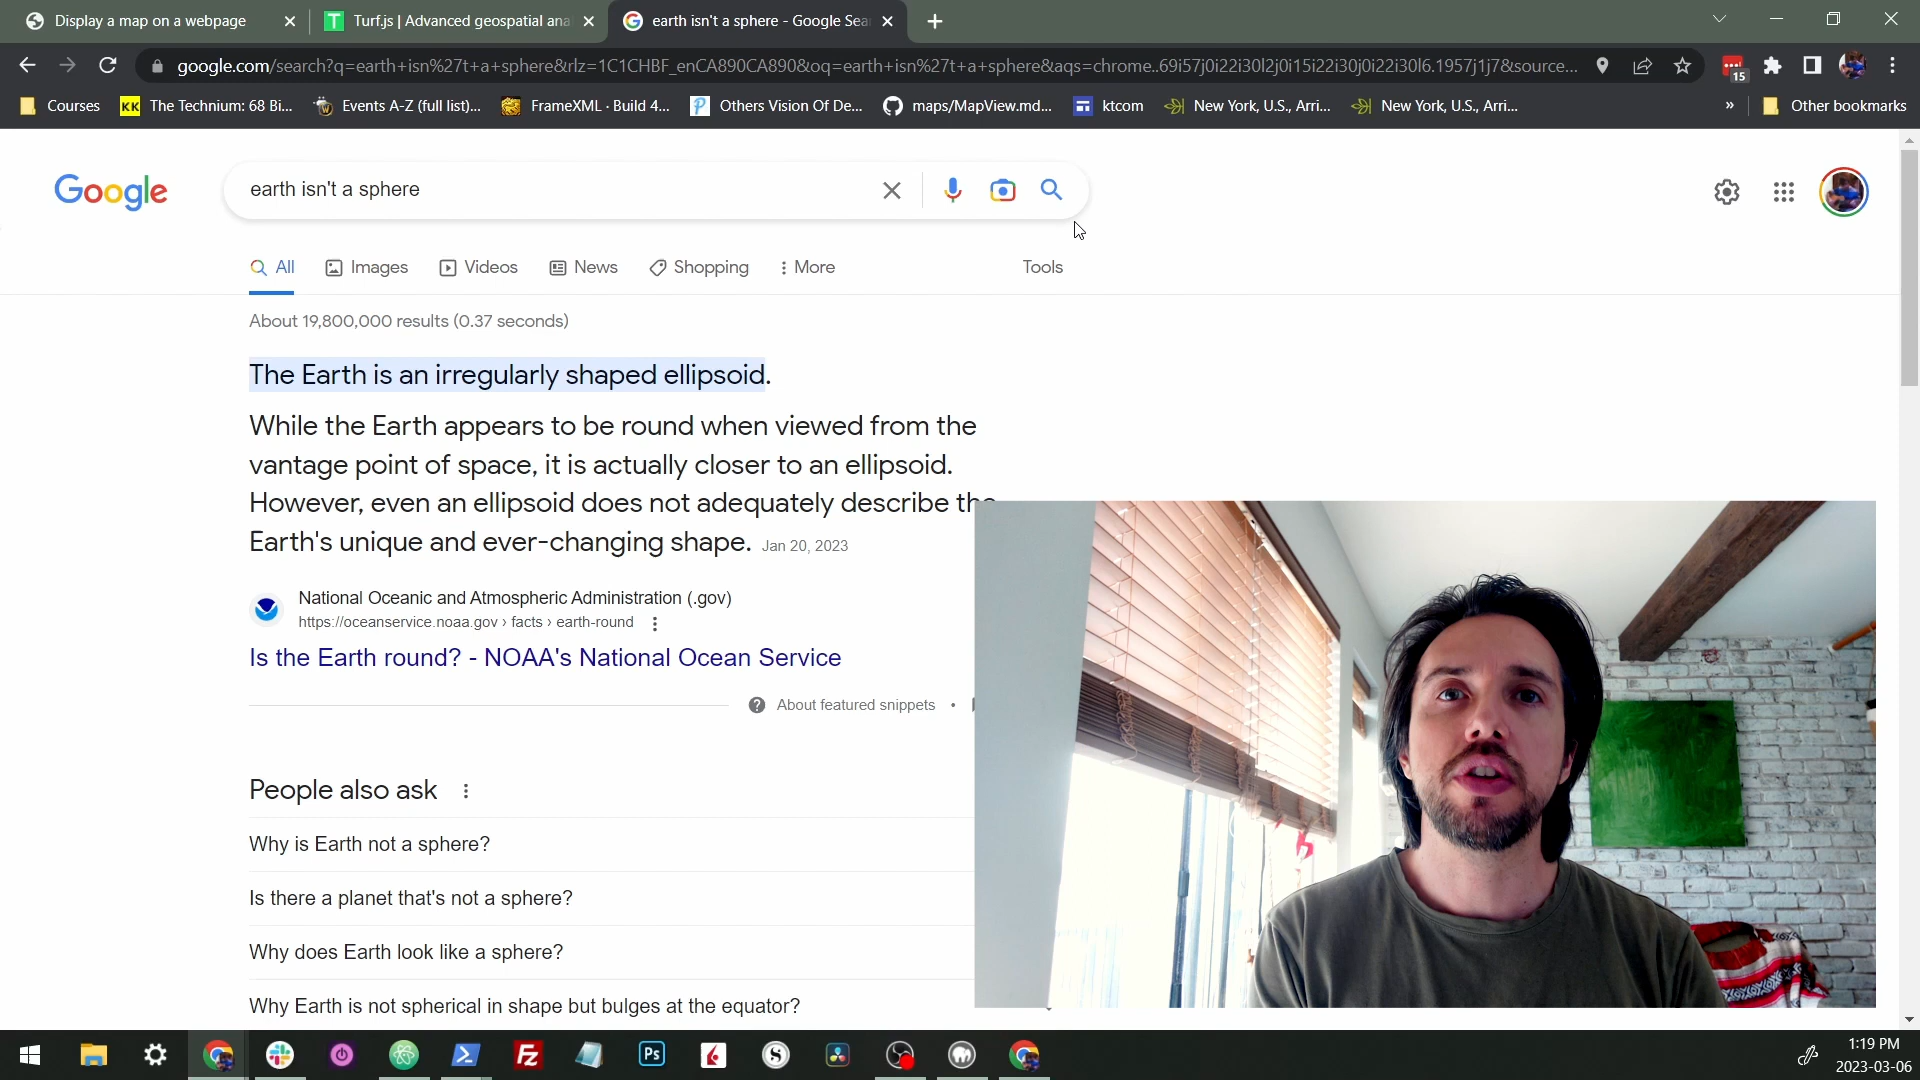 Display a map on a webpage
Turf.js | Advanced geospatial ana
earth isn't a sphere - Google Sea
google.com/search?q=earth+isn%27t+a+sphere&rlz=1C1CHBF_enCA890CA890&oq=earth+isn%27t+a+sphere&aqs=chrome..69i57j0i22i30l2j0i15i22i30j0i22i30l6.1957j1j7&source...
15
Courses
KK The Technium: 68 Bi...
Events A-Z (full list)...
FrameXML · Build 4...
Others Vision Of De...
maps/MapView.md...
ktcom
New York, U.S., Arri...
New York, U.S., Arri...
»
Other bookmarks
Google
earth isn't a sphere
All
Images
Videos
News
Shopping
More
Tools
About 19,800,000 results (0.37 seconds)
The Earth is an irregularly shaped ellipsoid.
While the Earth appears to be round when viewed from the
vantage point of space, it is actually closer to an ellipsoid.
However, even an ellipsoid does not adequately describe the
Earth's unique and ever-changing shape. Jan 20, 2023
National Oceanic and Atmospheric Administration (.gov)
https://oceanservice.noaa.gov › facts › earth-round
Is the Earth round? - NOAA's National Ocean Service
About featured snippets •
People also ask
Why is Earth not a sphere?
Is there a planet that's not a sphere?
Why does Earth look like a sphere?
Why Earth is not spherical in shape but bulges at the equator?
Fz
Ps
1:19 PM
2023-03-06